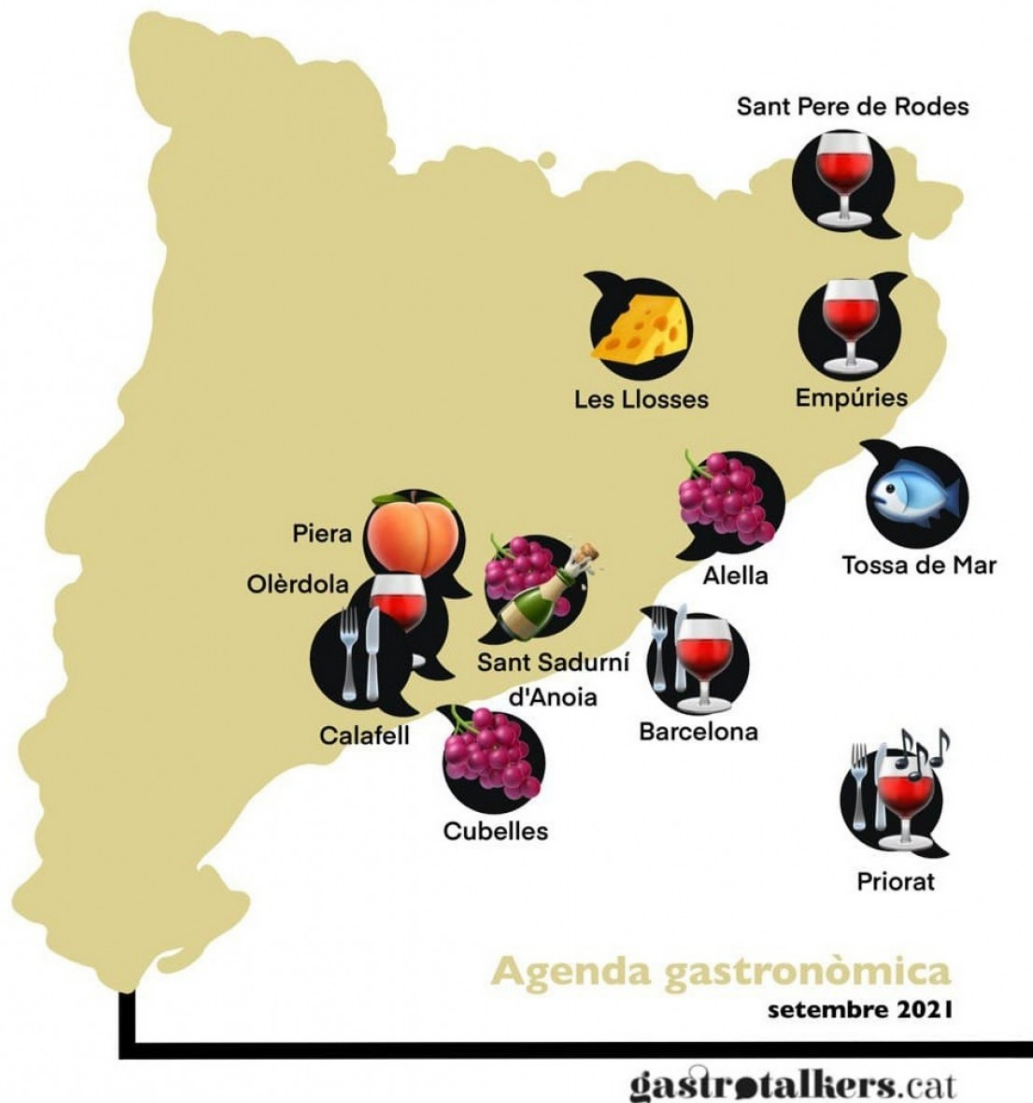 Sant Pere de Rodes
Les Llosses
Empúries
Piera
Olèrdola
Alella
Tossa de Mar
Sant Sadurní
d'Anoia
Calafell
Barcelona
Cubelles
Priorat
Agenda gastronòmica
setembre 2021
gastrotalkers.cat